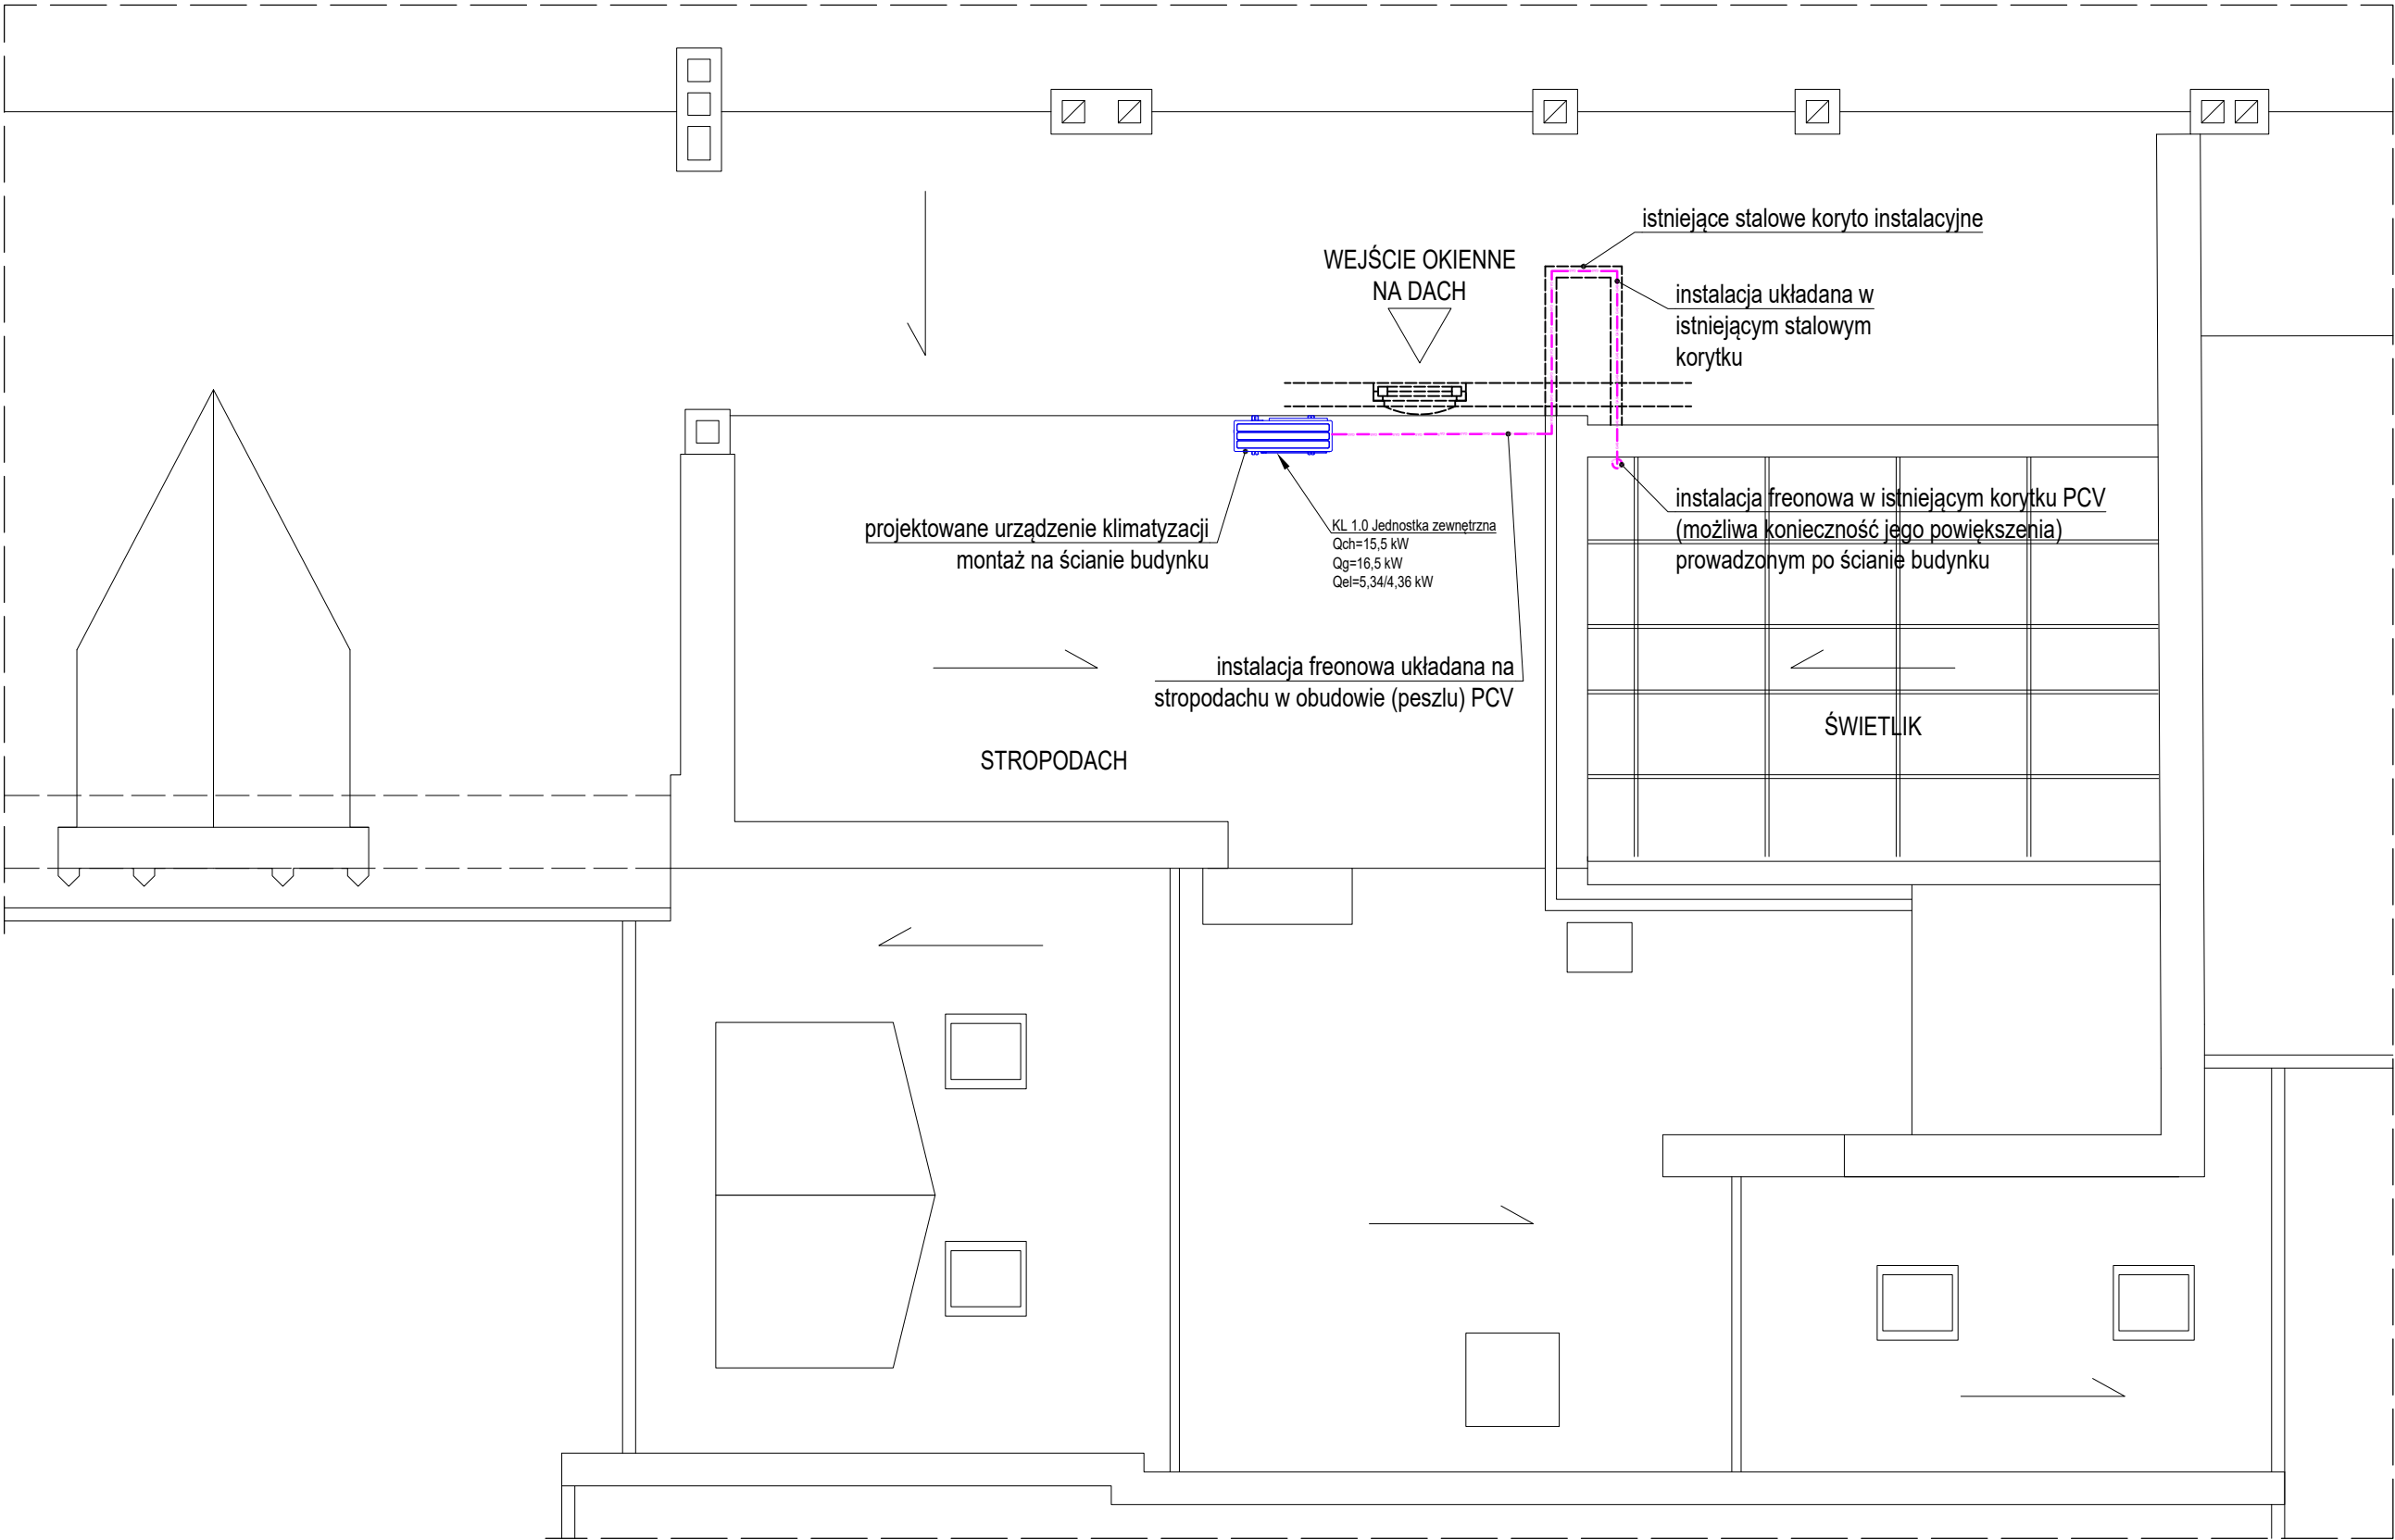 istniejące stalowe koryto instalacyjne
WEJŚCIE OKIENNE
NA DACH
instalacja układana w
istniejącym stalowym
korytku
instalacja freonowa w istniejącym korytku PCV
(możliwa konieczność jego powiększenia)
prowadzonym po ścianie budynku
projektowane urządzenie klimatyzacji
montaż na ścianie budynku
KL 1.0 Jednostka zewnętrzna
Qch=15,5 kW
Qg=16,5 kW
Qel=5,34/4,36 kW
instalacja freonowa układana na
stropodachu w obudowie (peszlu) PCV
ŚWIETLIK
STROPODACH